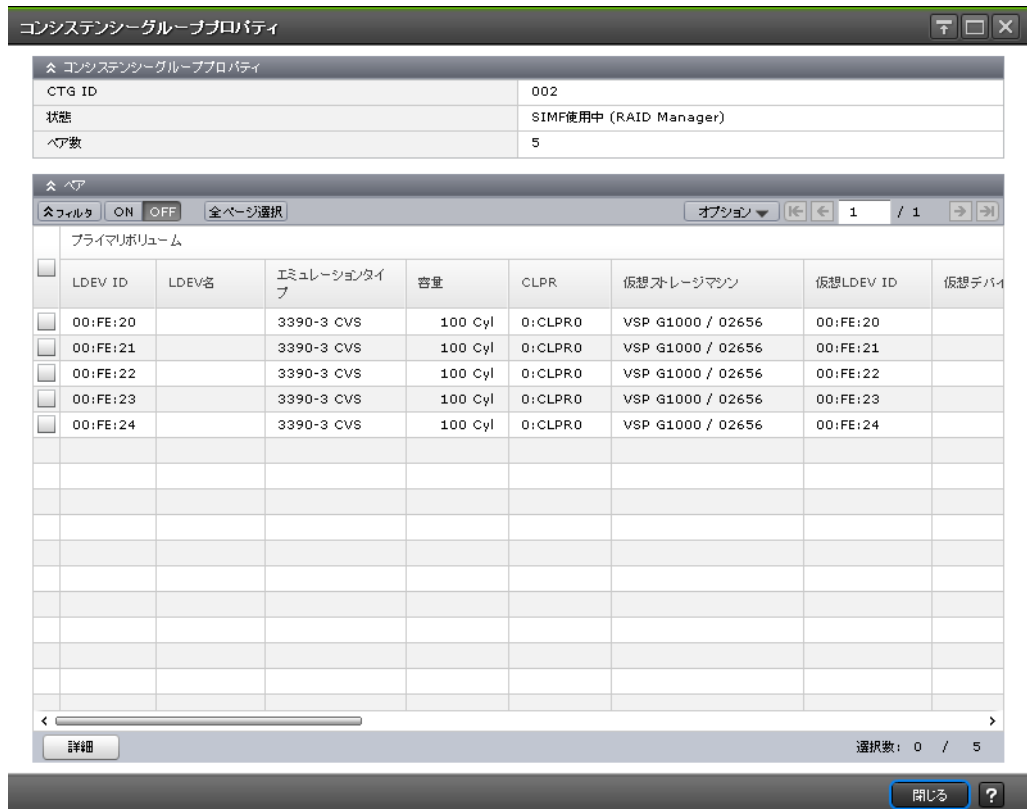 コンシステンシーグループプロパティ
コンシステンシーグループプロパティ
CTG ID 002
状態 SIMF使用中 (RAID Manager)
ペア数 5
ペア
フィルタ ON OFF 全ページ選択 オプション 1 / 1
プライマリボリューム
LDEV ID LDEV名 エミュレーションタイプ 容量 CLPR 仮想ストレージマシン 仮想LDEV ID 仮想デバイ
00:FE:20 3390-3 CVS 100 Cyl 0:CLPR0 VSP G1000 / 02656 00:FE:20
00:FE:21 3390-3 CVS 100 Cyl 0:CLPR0 VSP G1000 / 02656 00:FE:21
00:FE:22 3390-3 CVS 100 Cyl 0:CLPR0 VSP G1000 / 02656 00:FE:22
00:FE:23 3390-3 CVS 100 Cyl 0:CLPR0 VSP G1000 / 02656 00:FE:23
00:FE:24 3390-3 CVS 100 Cyl 0:CLPR0 VSP G1000 / 02656 00:FE:24
詳細 選択数: 0 / 5
閉じる ?